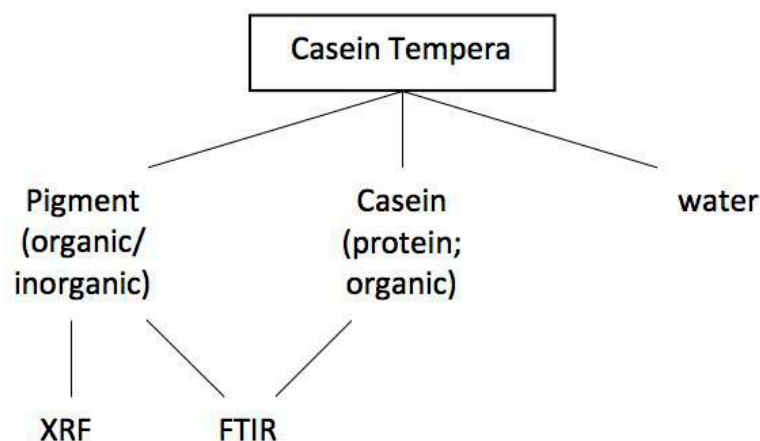 Casein Tempera
Pigment
(organic/
inorganic)
Casein
(protein;
organic)
water
XRF
FTIR